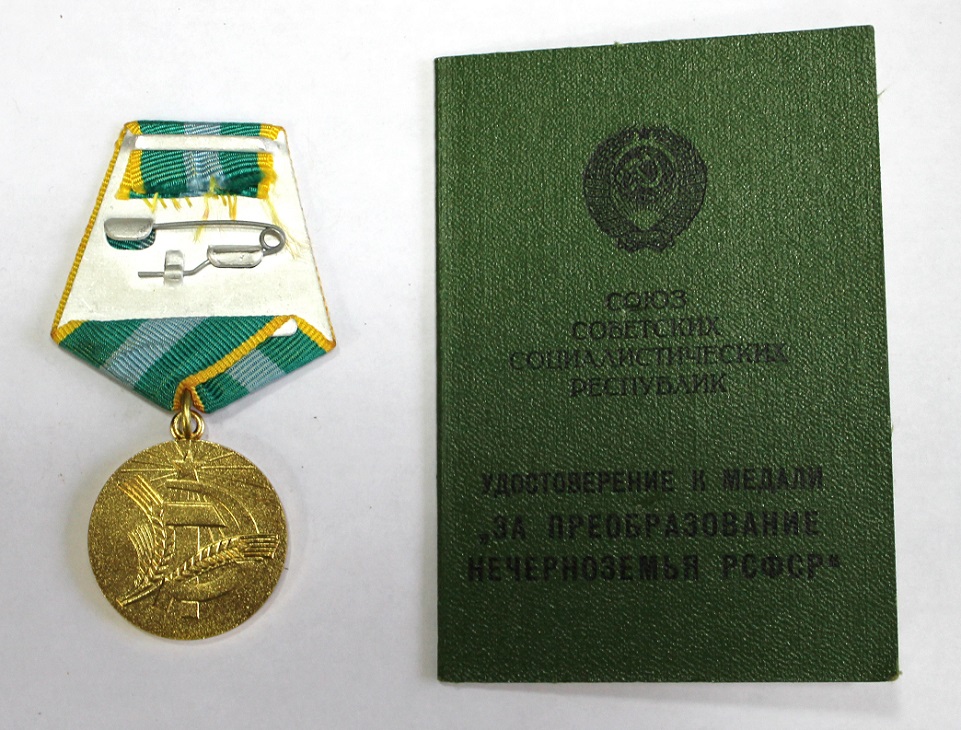 СОЮЗ
СОВЕТСКИХ
СОЦИАЛИСТИЧЕСКИХ
РЕСПУБЛИК
УДОСТОВЕРЕНИЕ К МЕДАЛИ
„ЗА ПРЕОБРАЗОВАНИЕ
НЕЧЕРНОЗЕМЬЯ РСФСР“